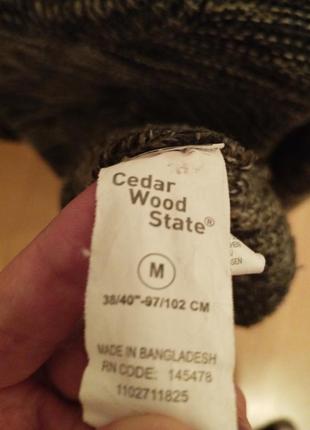 Cedar
Wood
State®
M
38/40"-97/102 CM
MADE IN BANGLADESH
RN CODE: 145478
1102711825